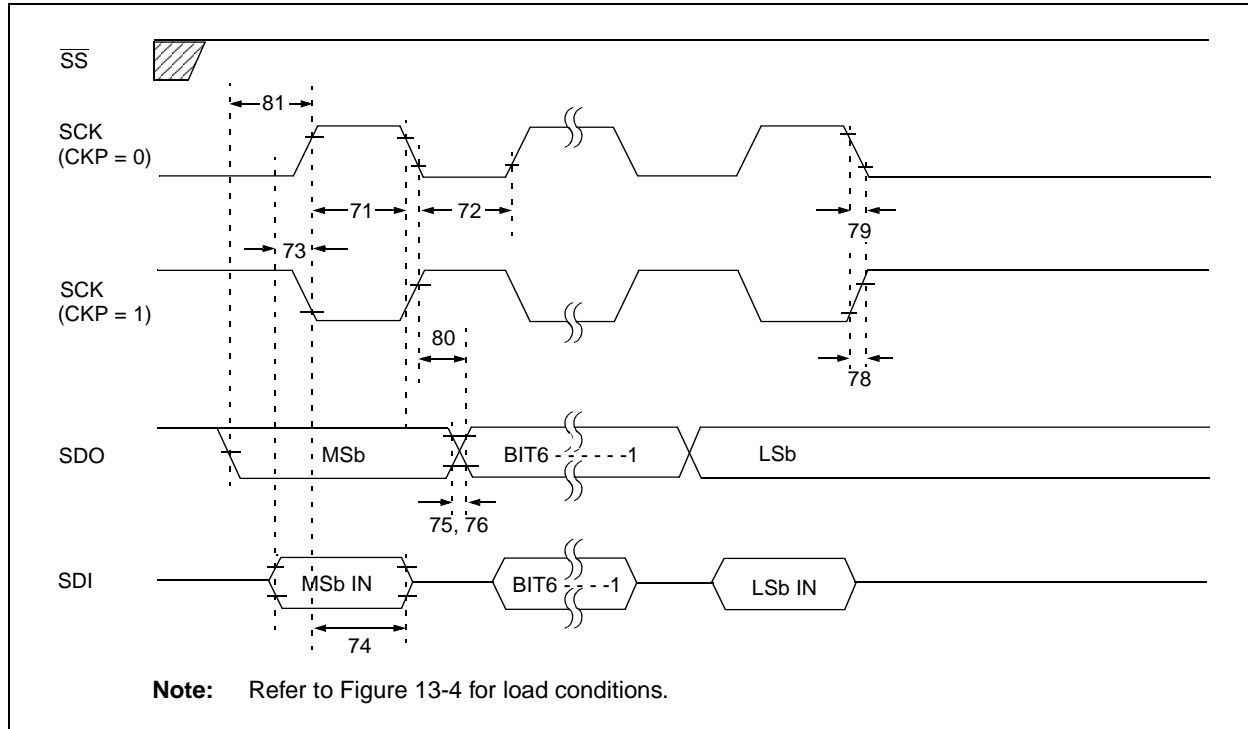 SS
81
SCK
(CKP = 0)
71
72
79
73
SCK
(CKP = 1)
80
78
SDO
MSb
BIT6 - - - - - -1
LSb
75, 76
SDI
MSb IN
BIT6 - - - -1
LSb IN
74
Note: Refer to Figure 13-4 for load conditions.